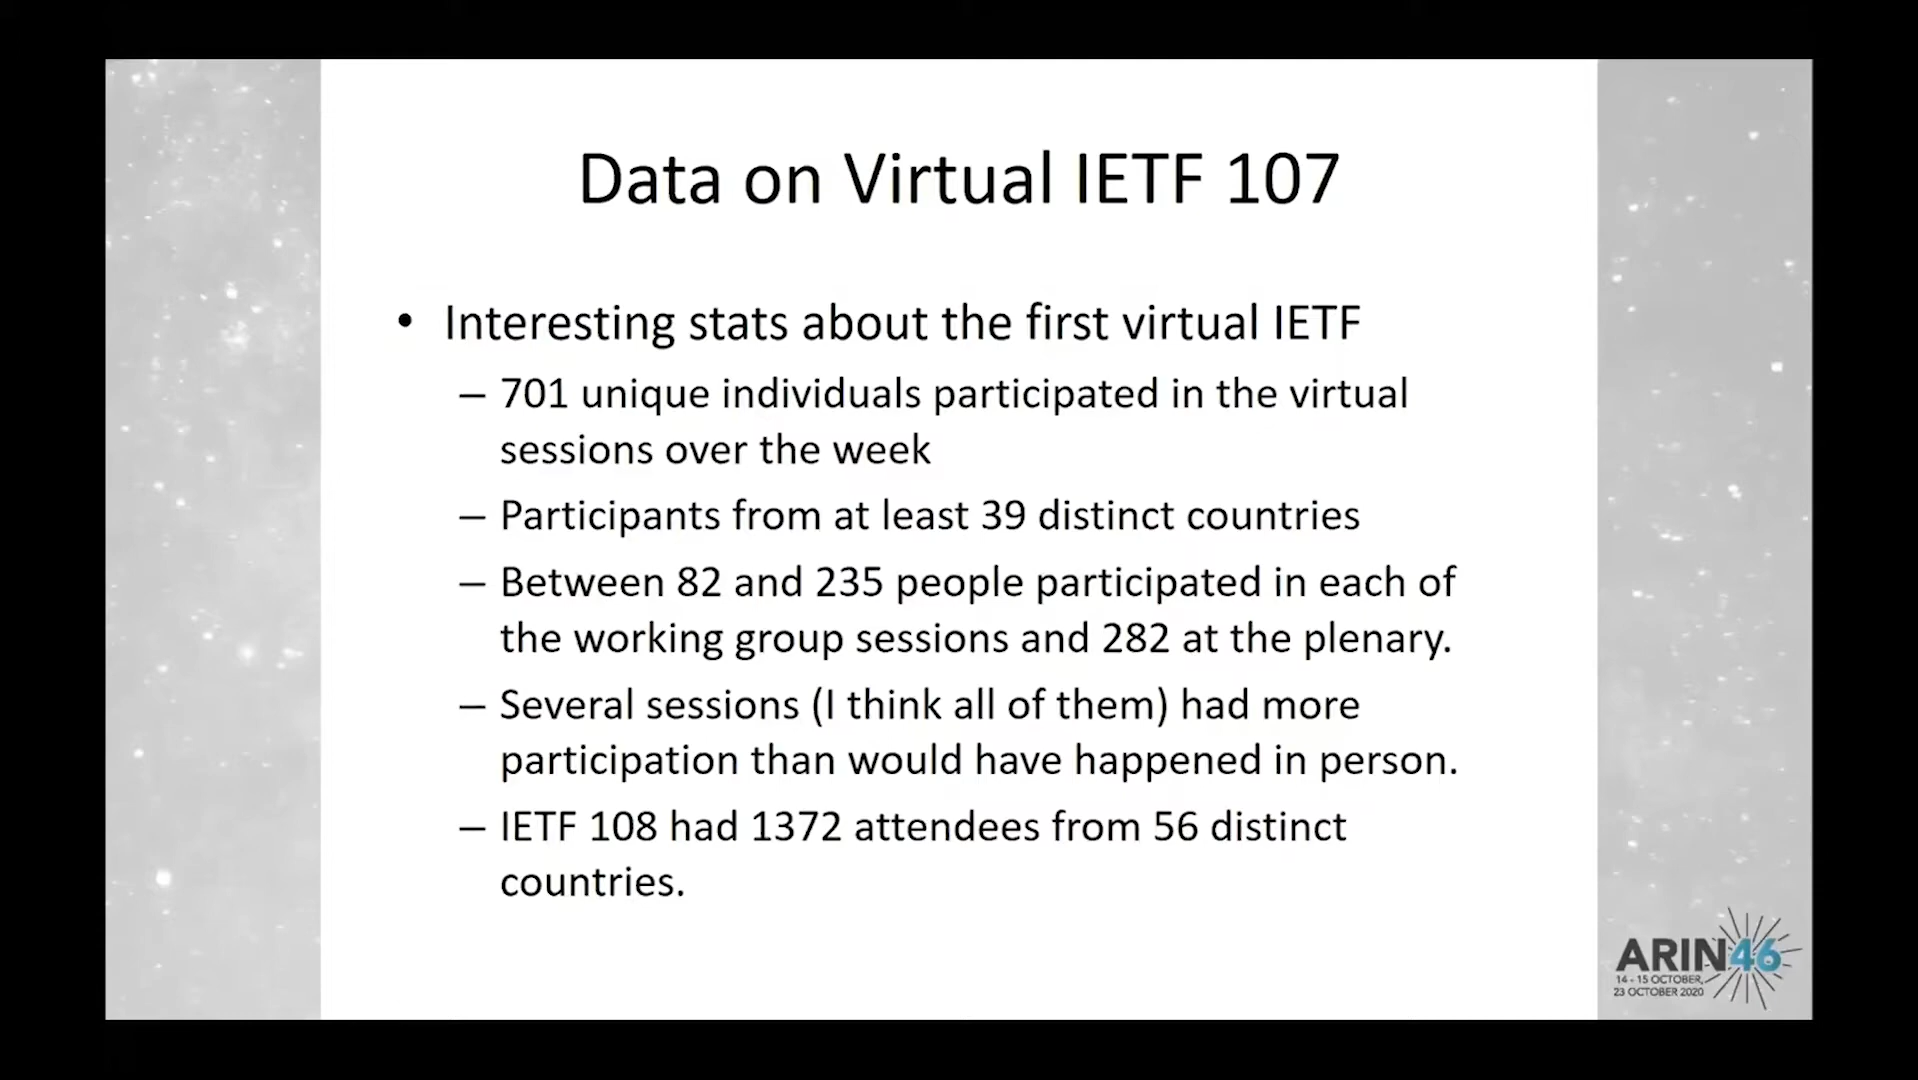 Data on Virtual IETF 107
• Interesting stats about the first virtual IETF
– 701 unique individuals participated in the virtual
sessions over the week
– Participants from at least 39 distinct countries
– Between 82 and 235 people participated in each of
the working group sessions and 282 at the plenary.
– Several sessions (I think all of them) had more
participation than would have happened in person.
– IETF 108 had 1372 attendees from 56 distinct
countries.
ARIN46
14 - 15 OCTOBER,
23 OCTOBER 2020